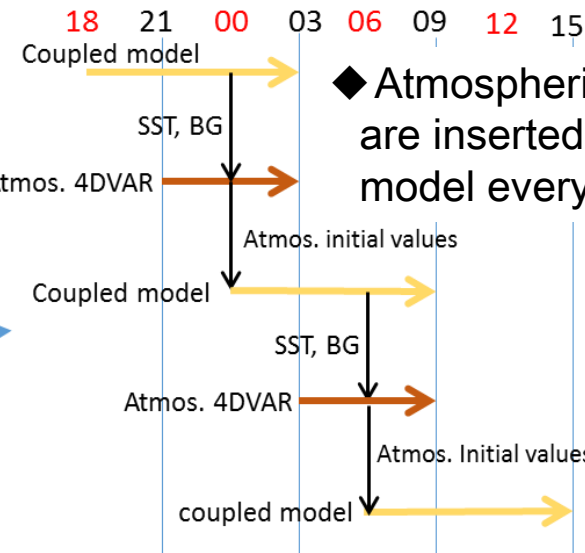 18 21 00 03 06 09 12 15
Coupled model
◆ Atmospheri
are inserted
model every
SST, BG
tmos. 4DVAR
Atmos. initial values
Coupled model
SST, BG
Atmos. 4DVAR
Atmos. Initial values
coupled model